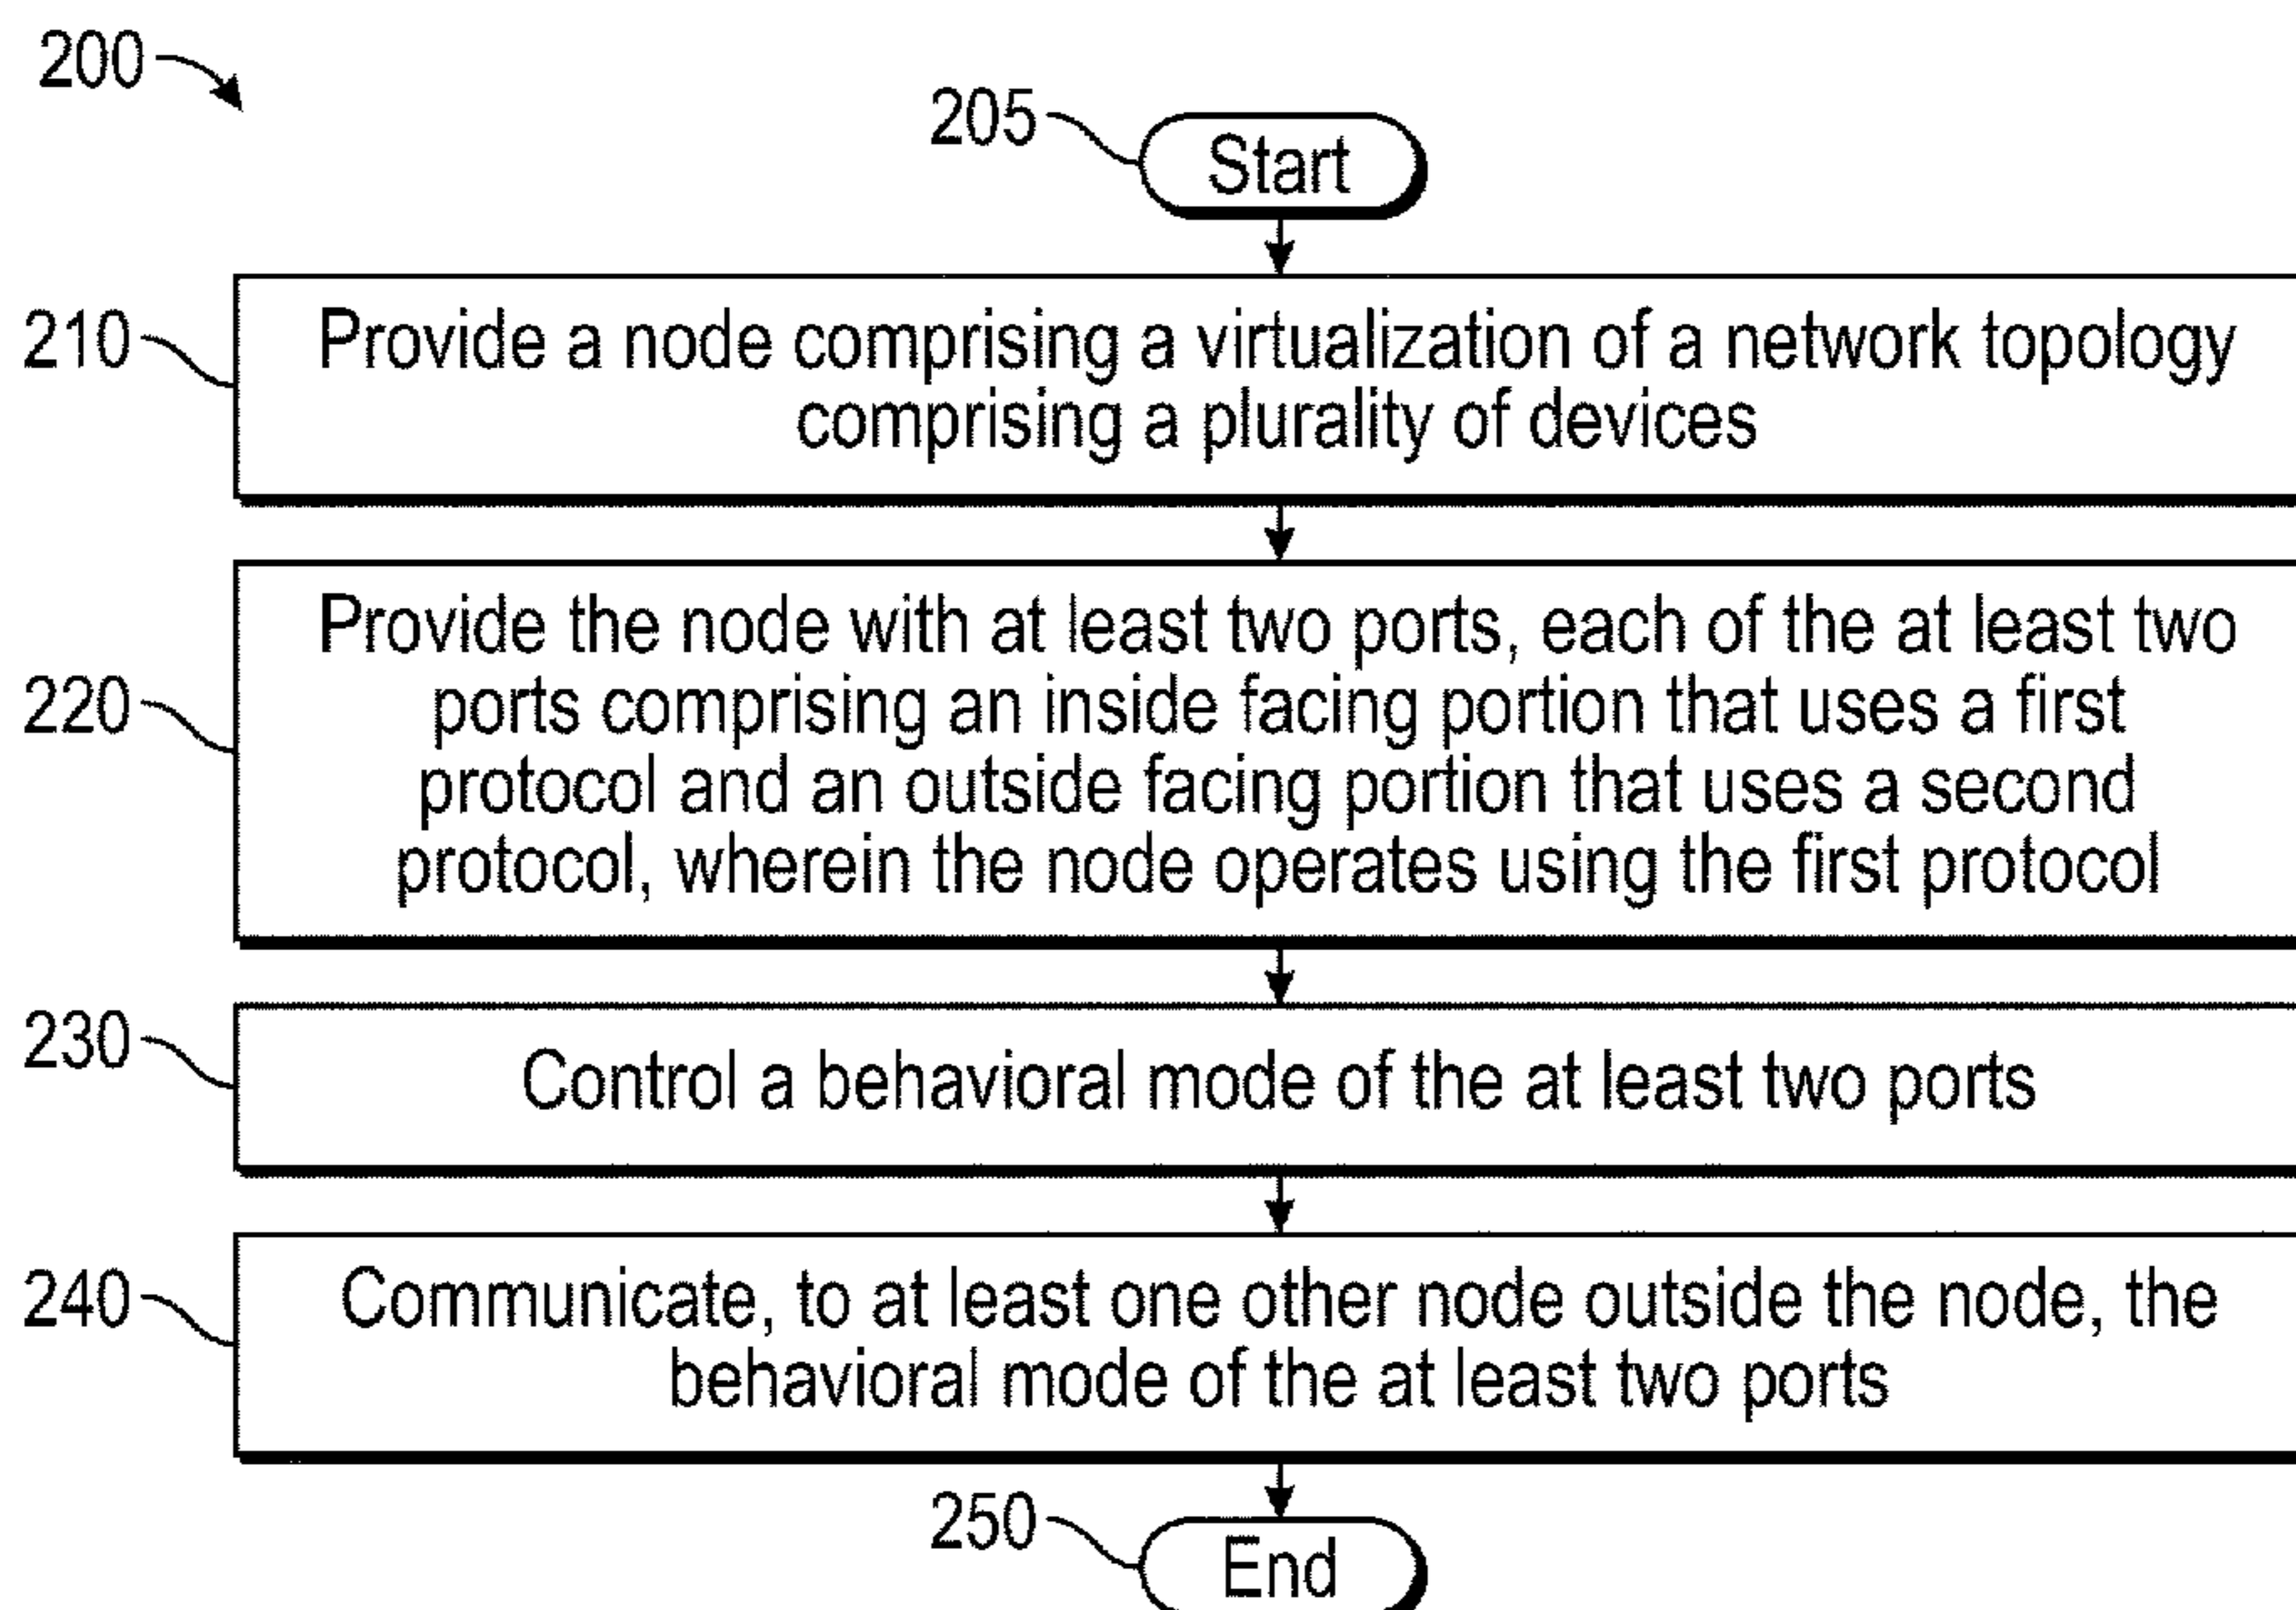 200
205
Start
210
Provide a node comprising a virtualization of a network topology
comprising a plurality of devices
220
Provide the node with at least two ports, each of the at least two
ports comprising an inside facing portion that uses a first
protocol and an outside facing portion that uses a second
protocol, wherein the node operates using the first protocol
230
Control a behavioral mode of the at least two ports
240
Communicate, to at least one other node outside the node, the
behavioral mode of the at least two ports
250
End